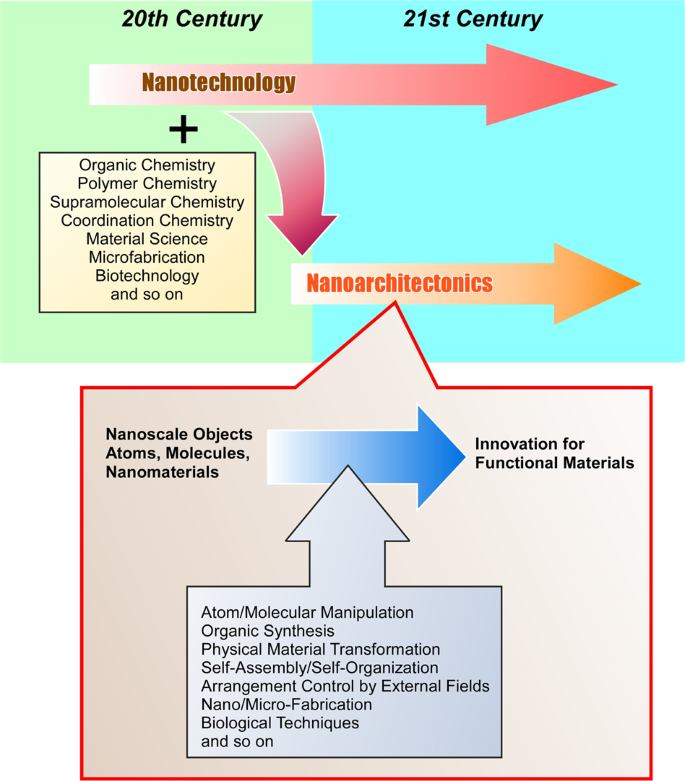 20th Century
21st Century
Nanotechnology
+
Organic Chemistry
Polymer Chemistry
Supramolecular Chemistry
Coordination Chemistry
Material Science
Microfabrication
Biotechnology
and so on
Nanoarchitectonics
Nanoscale Objects
Atoms, Molecules,
Nanomaterials
Innovation for
Functional Materials
Atom/Molecular Manipulation
Organic Synthesis
Physical Material Transformation
Self-Assembly/Self-Organization
Arrangement Control by External Fields
Nano/Micro-Fabrication
Biological Techniques
and so on